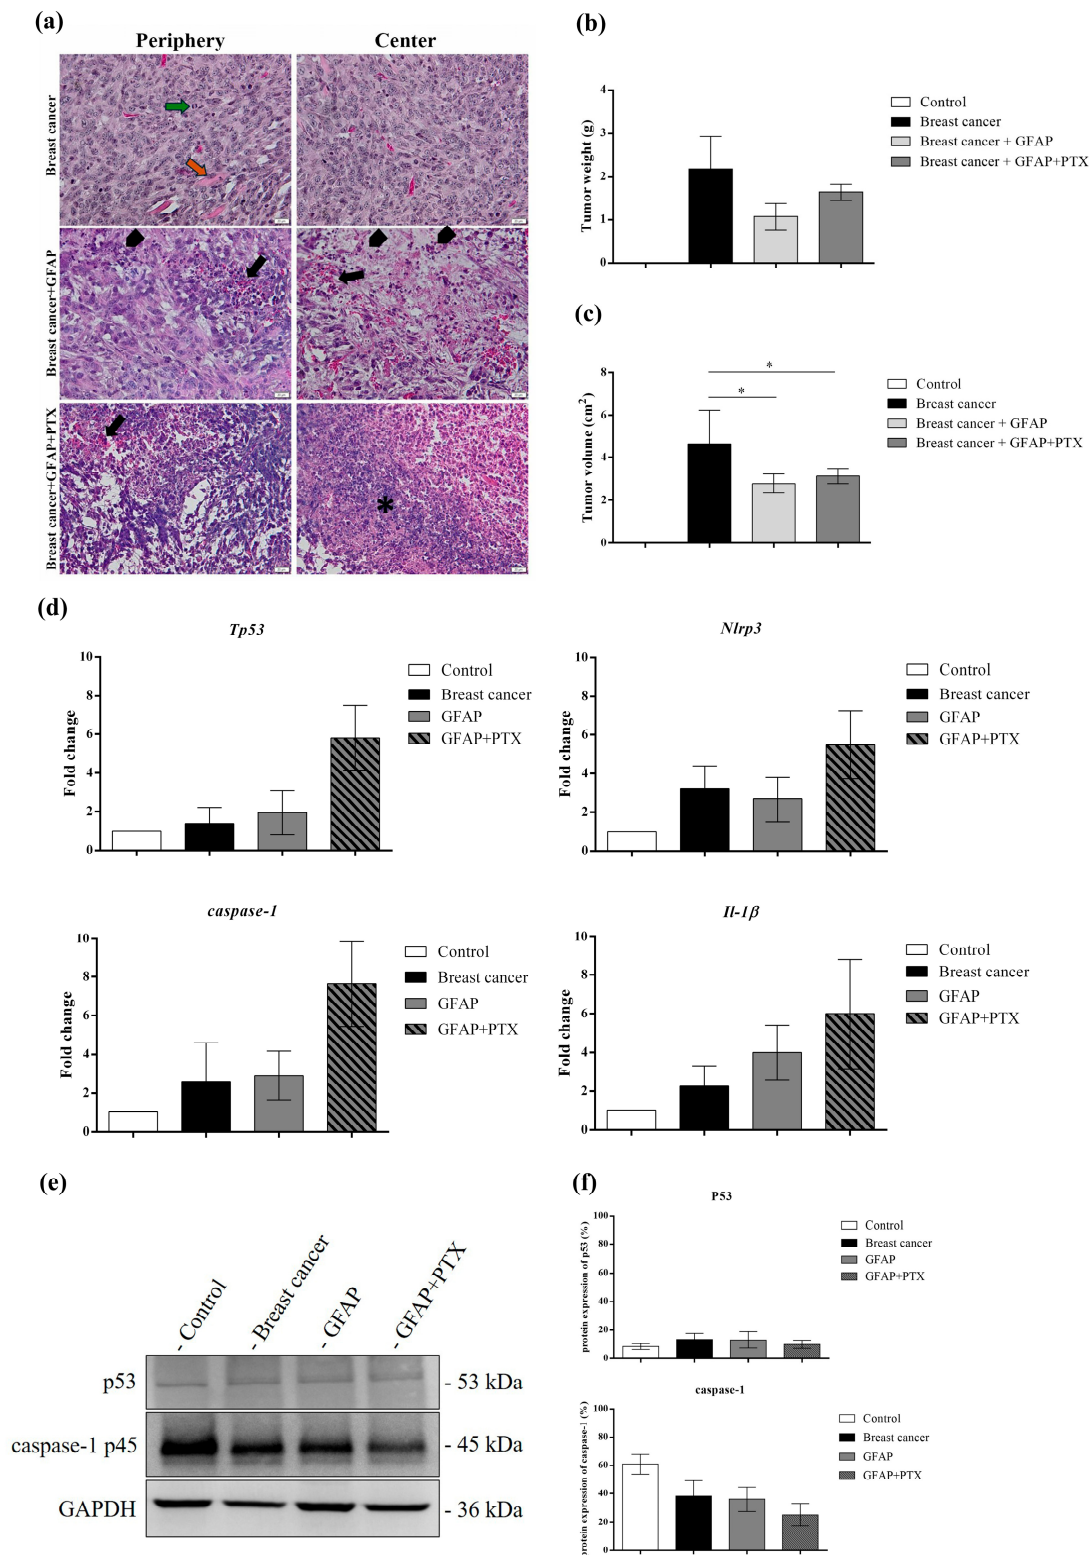 (a)
Periphery
Center
Breast cancer
Breast cancer+GFAP
Breast cancer+GFAP+PTX
*
(b)
Tumor weight (g)
4
3
2
1
0
Control
Breast cancer
Breast cancer + GFAP
Breast cancer + GFAP+PTX
(c)
Tumor volume (cm²)
8
6
4
2
0
*
*
Control
Breast cancer
Breast cancer + GFAP
Breast cancer + GFAP+PTX
(d)
Tp53
Fold change
10
8
6
4
2
0
Control
Breast cancer
GFAP
GFAP+PTX
Nlrp3
Fold change
10
8
6
4
2
0
Control
Breast cancer
GFAP
GFAP+PTX
caspase-1
Fold change
10
8
6
4
2
0
Control
Breast cancer
GFAP
GFAP+PTX
Il-1β
Fold change
10
8
6
4
2
0
Control
Breast cancer
GFAP
GFAP+PTX
(e)
- Control
- Breast cancer
- GFAP
- GFAP+PTX
p53
- 53 kDa
caspase-1 p45
- 45 kDa
GAPDH
- 36 kDa
(f)
P53
protein expression of p53 (%)
100
80
60
40
20
0
Control
Breast cancer
GFAP
GFAP+PTX
caspase-1
protein expression of caspase-1 (%)
100
80
60
40
20
0
Control
Breast cancer
GFAP
GFAP+PTX